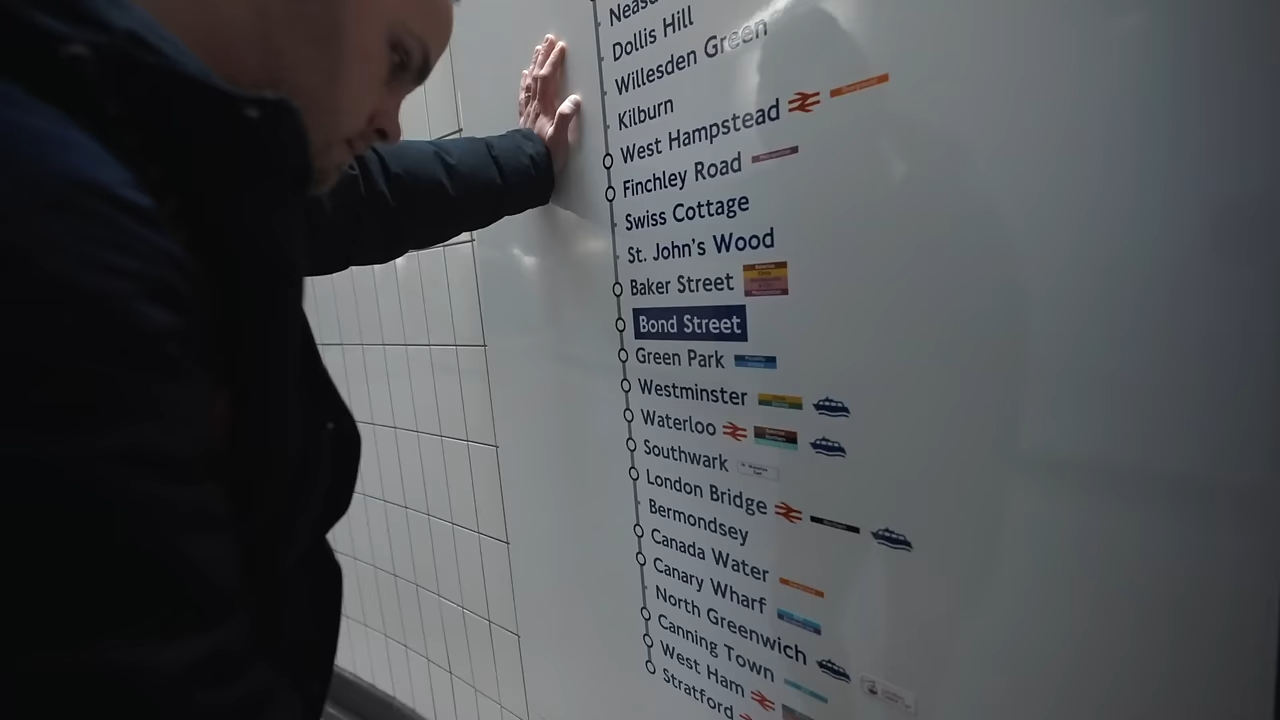 Dollis Hill
Willesden Green
Kilburn
West Hampstead
Finchley Road
Swiss Cottage
St. John's Wood
Baker Street
Bond Street
Green Park
Westminster
Waterloo
Southwark
London Bridge
Bermondsey
Canada Water
Canary Wharf
North Greenwich
Canning Town
West Ham
Stratford